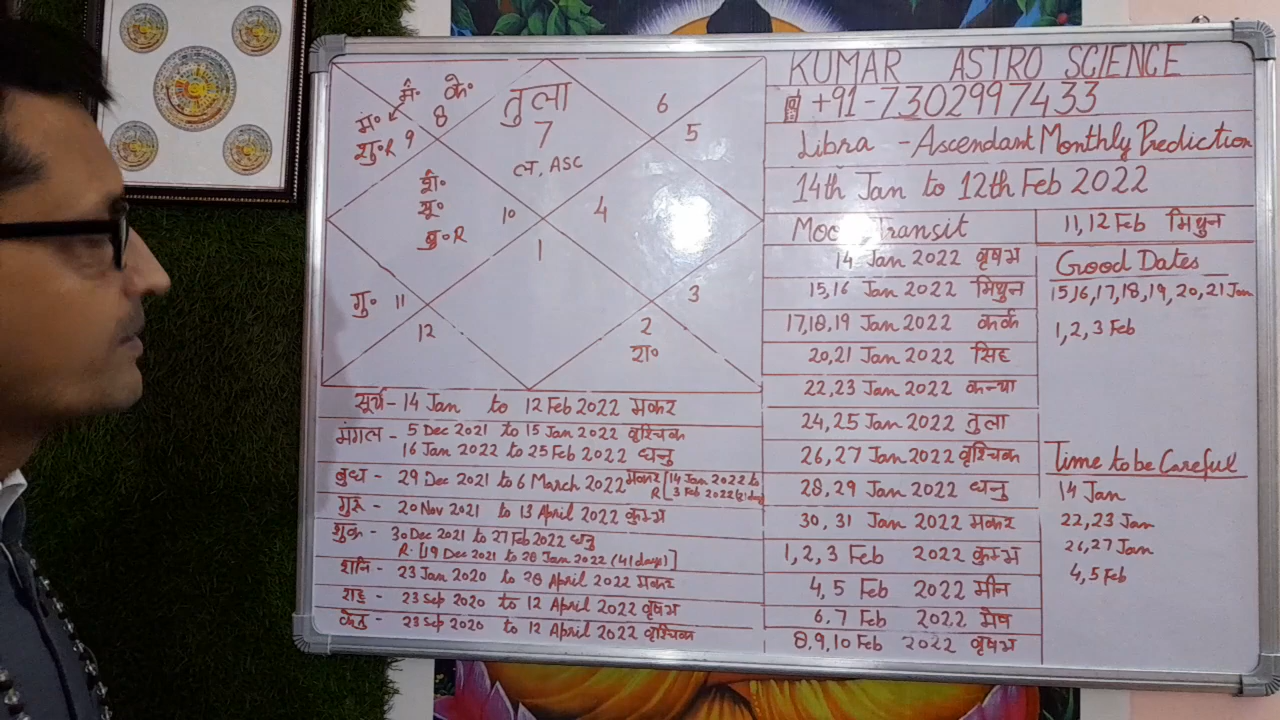 KUMAR ASTRO SCIENCE
+91-7302997433
Libra - Ascendant Monthly Prediction
14th Jan to 12th Feb 2022
मं॰ के॰
8
मं॰
शु॰R 9
तुला
7
ल, ASC
6
5
श॰
सू॰
बु॰R
10
4
1
गु॰ 11
12
3
2
रा॰
सूर्य - 14 Jan to 12 Feb 2022 मकर
मंगल - 5 Dec 2021 to 15 Jan 2022 वृश्चिक
16 Jan 2022 to 25 Feb 2022 धनु
बुध - 29 Dec 2021 to 6 March 2022 मकर
R [14 Jan 2022 to
3 Feb 2022 (21 day
गुरु - 20 Nov 2021 to 13 April 2022 कुम्भ
शुक्र - 30 Dec 2021 to 27 Feb 2022 धनु
R. [19 Dec 2021 to 28 Jan 2022 (41 days)]
शनि - 23 Jan 2020 to 28 April 2022 मकर
राहु - 23 Sep 2020 to 12 April 2022 वृषभ
केतु - 23 Sep 2020 to 12 April 2022 वृश्चिक
Moon Transit
14 Jan 2022 वृषभ
15,16 Jan 2022 मिथुन
17,18,19 Jan 2022 कर्क
20,21 Jan 2022 सिंह
22,23 Jan 2022 कन्या
24,25 Jan 2022 तुला
26,27 Jan 2022 वृश्चिक
28,29 Jan 2022 धनु
30, 31 Jan 2022 मकर
1,2,3 Feb 2022 कुम्भ
4,5 Feb 2022 मीन
6,7 Feb 2022 मेष
8,9,10 Feb 2022 वृषभ
11,12 Feb मिथुन
Good Dates
15,16,17,18,19,20,21 Jan
1,2,3 Feb
Time to be Careful
14 Jan
22,23 Jan
26,27 Jan
4,5 Feb